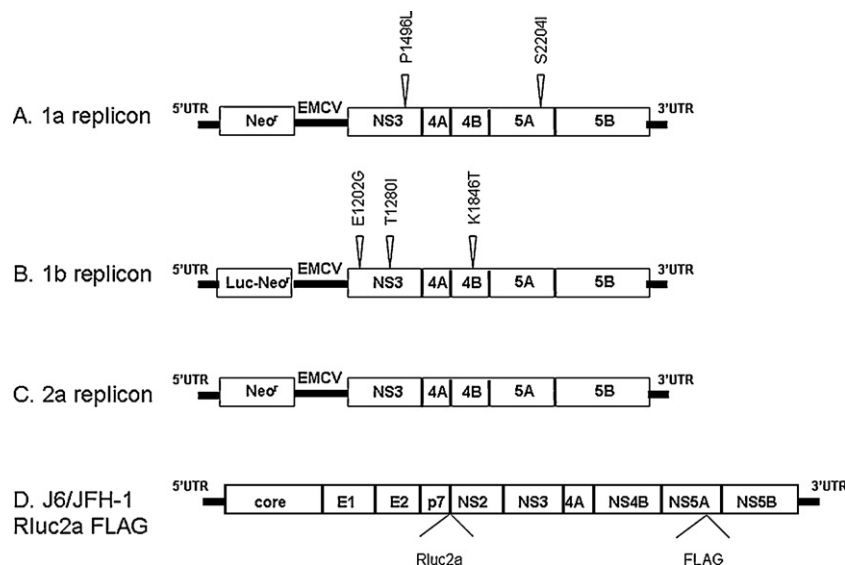 P1496L
S2204I
A. 1a replicon
5'UTR
Neoʳ
EMCV
NS3
4A
4B
5A
5B
3'UTR
E1202G
T1280I
K1846T
B. 1b replicon
5'UTR
Luc-Neoʳ
EMCV
NS3
4A
4B
5A
5B
3'UTR
C. 2a replicon
5'UTR
Neoʳ
EMCV
NS3
4A
4B
5A
5B
3'UTR
D. J6/JFH-1
Rluc2a FLAG
5'UTR
core
E1
E2
p7
NS2
NS3
4A
NS4B
NS5A
NS5B
3'UTR
Rluc2a
FLAG